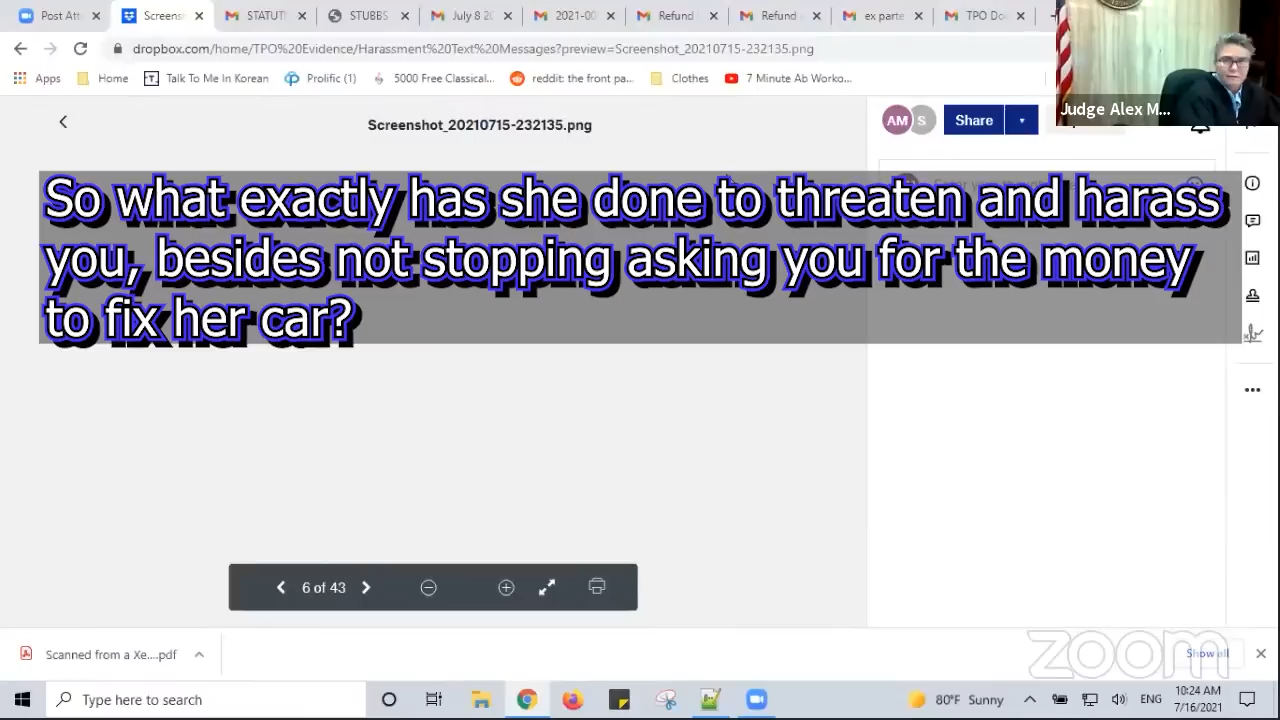 Post Att
Screens
STATUTI
STUBBS
July 8 20
2021-00
Refund
Refund
ex parte
TPO Do
dropbox.com/home/TPO%20Evidence/Harassment%20Text%20Messages?preview=Screenshot_20210715-232135.png
Apps
Home
Talk To Me In Korean
Prolific (1)
5000 Free Classical...
reddit: the front pa...
Clothes
7 Minute Ab Worko...
Judge Alex M...
Screenshot_20210715-232135.png
AM
S
Share
So what exactly has she done to threaten and harass
you, besides not stopping asking you for the money
to fix her car?
6 of 43
Scanned from a Xe....pdf
zoom
Show all
Type here to search
80°F Sunny
ENG
10:24 AM
7/16/2021